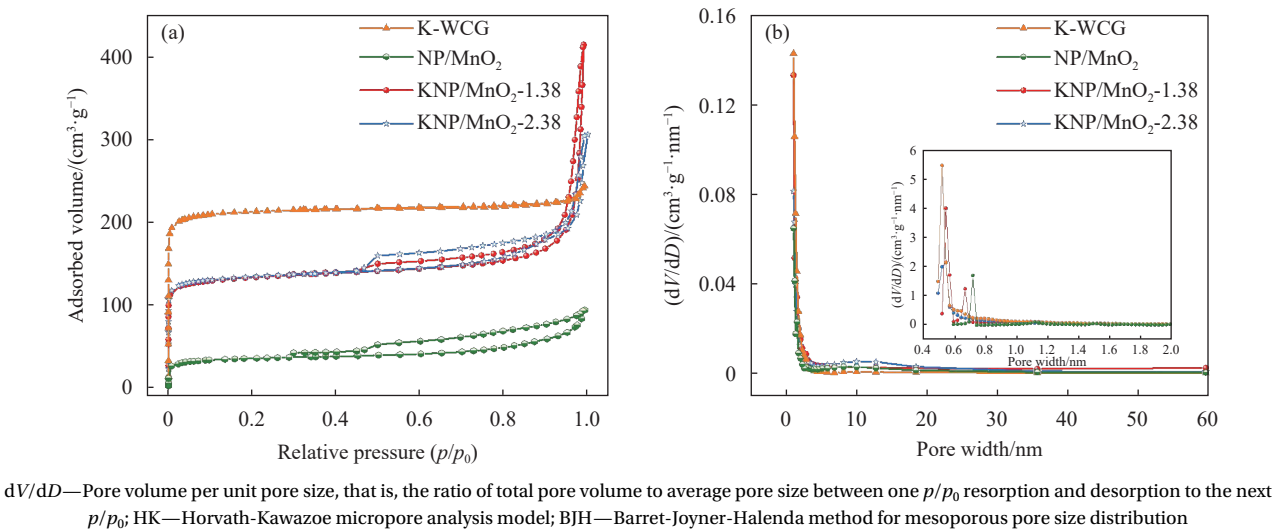 (a)
K-WCG
NP/MnO₂
KNP/MnO₂-1.38
KNP/MnO₂-2.38
400
300
200
100
0
0
0.2
0.4
0.6
0.8
1.0
Adsorbed volume/(cm³·g⁻¹)
Relative pressure (p/p₀)
(b)
K-WCG
NP/MnO₂
KNP/MnO₂-1.38
KNP/MnO₂-2.38
0.16
0.12
0.08
0.04
0
0
10
20
30
40
50
60
(dV/dD)/(cm³·g⁻¹·nm⁻¹)
Pore width/nm
6
5
4
3
2
1
0
0.4
0.6
0.8
1.0
1.2
1.4
1.6
1.8
2.0
(dV/dD)/(cm³·g⁻¹·nm⁻¹)
Pore width/nm
dV/dD—Pore volume per unit pore size, that is, the ratio of total pore volume to average pore size between one p/p₀ resorption and desorption to the next
p/p₀; HK—Horvath-Kawazoe micropore analysis model; BJH—Barret-Joyner-Halenda method for mesoporous pore size distribution